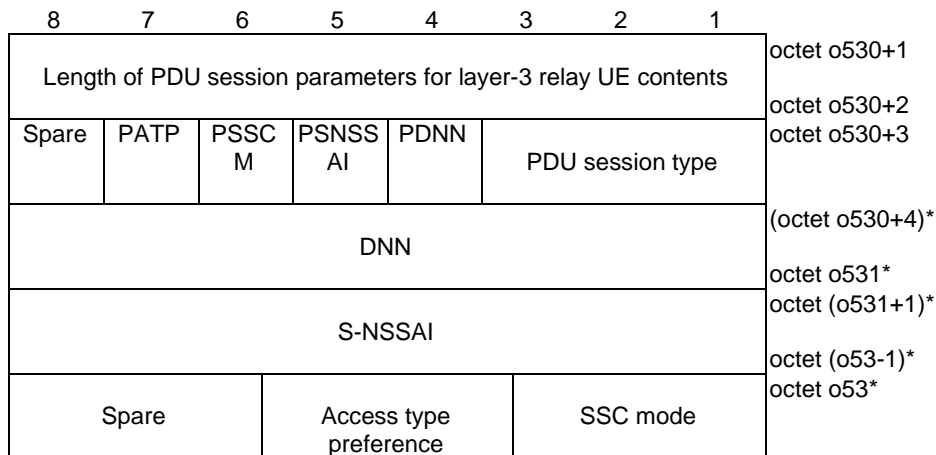 8 7 6 5 4 3 2 1
Length of PDU session parameters for layer-3 relay UE contents
octet o530+1
octet o530+2
Spare PATP PSSC PSNSS PDNN PDU session type octet o530+3
M AI
DNN
(octet o530+4)*
octet o531*
S-NSSAI
octet (o531+1)*
octet (o53-1)*
Spare Access type SSC mode octet o53*
preference